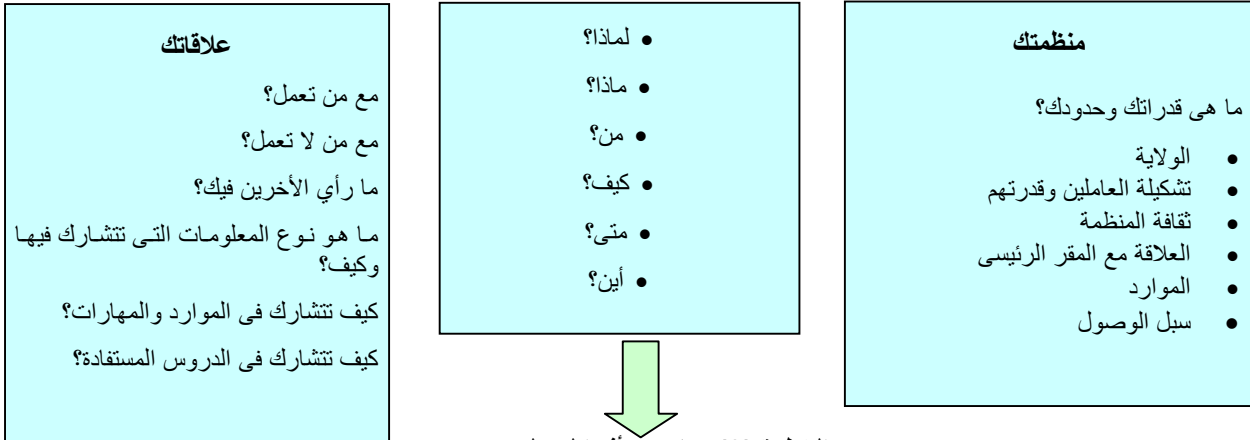 منظمتك
ما هى قدراتك وحدودك؟
● الولاية
● تشكيلة العاملين وقدرتهم
● ثقافة المنظمة
● العلاقة مع المقر الرئيسى
● الموارد
● سبل الوصول
● لماذا؟
● ماذا؟
● من؟
● كيف؟
● متى؟
● أين؟
علاقاتك
مع من تعمل؟
مع من لا تعمل؟
ما رأي الأخرين فيك؟
ما هو نوع المعلومات التى تتشارك فيها
وكيف؟
كيف تتشارك فى الموارد والمهارات؟
كيف تتشارك فى الدروس المستفادة؟